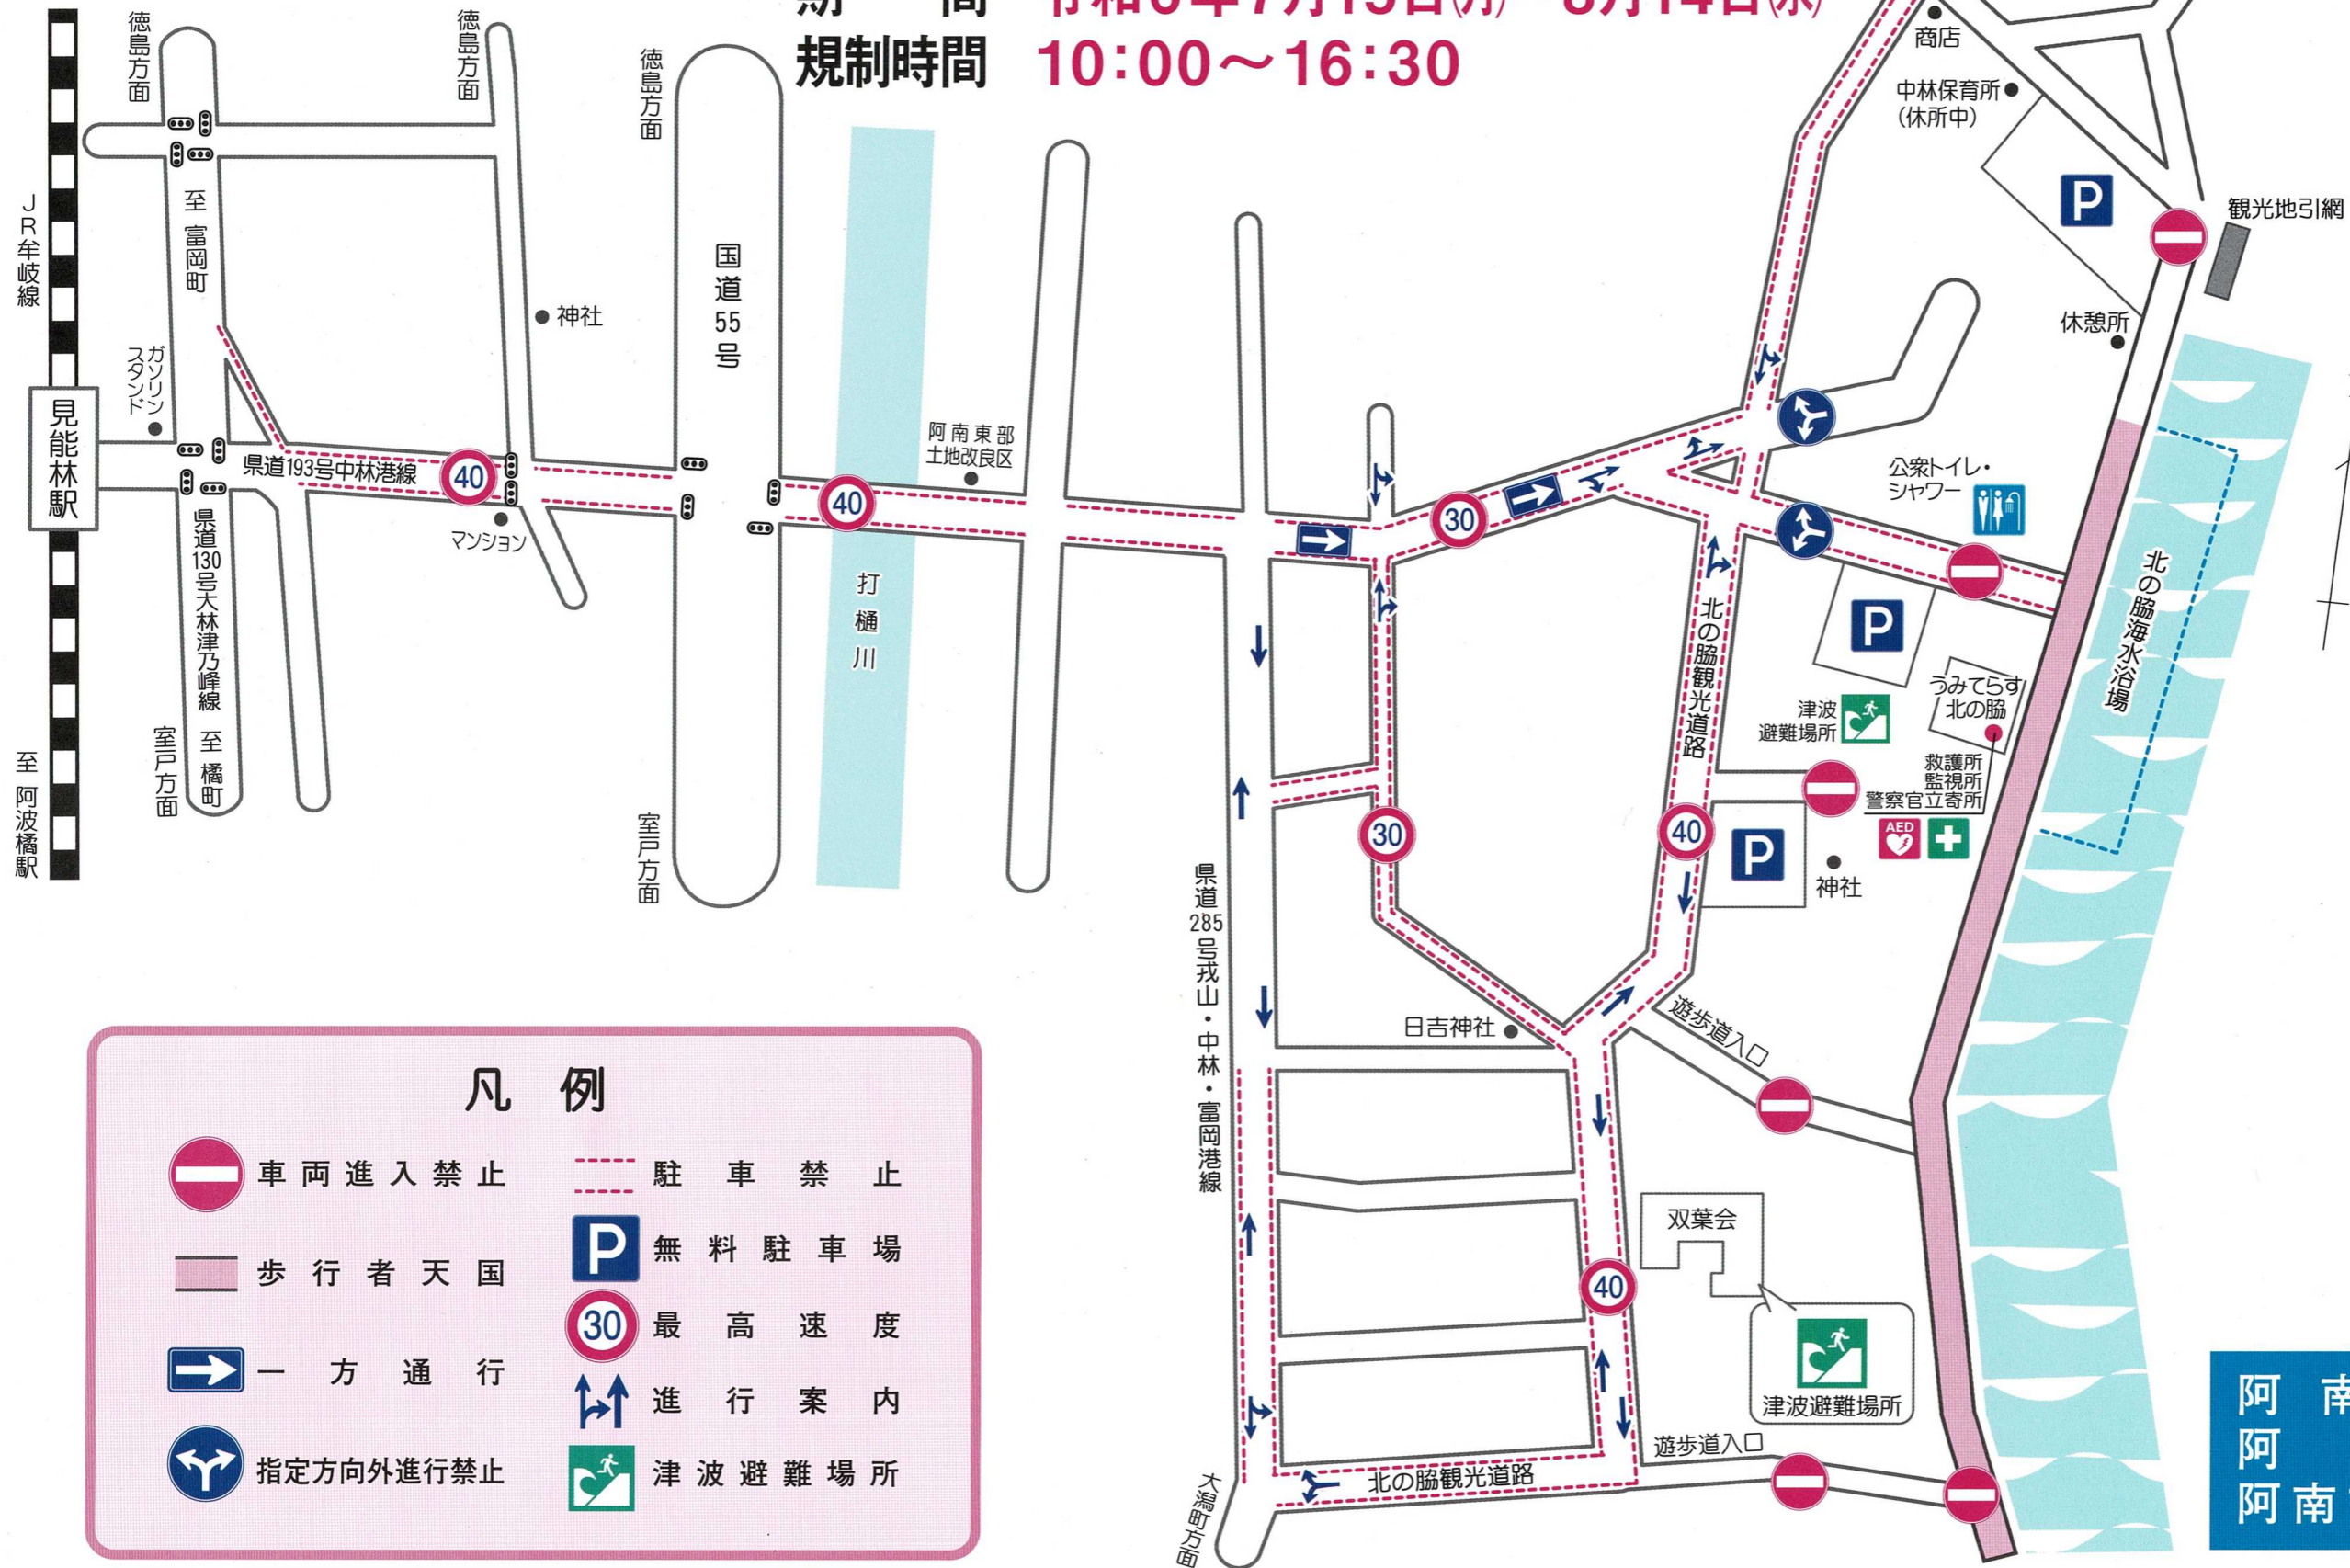 規制時間 10:00～16:30
徳島方面
徳島方面
徳島方面
商店
中林保育所
（休所中）
P
観光地引網
休憩所
JR牟岐線
至 富岡町
国道55号
神社
ガソリン
スタンド
見能林駅
県道193号中林港線
40
40
阿南東部
土地改良区
30
公衆トイレ・
シャワー
マンション
県道130号大林津乃峰線 至 橘町
打樋川
北の脇観光道路
P
北の脇海水浴場
うみてらす
北の脇
津波
避難場所
救護所
監視所
警察官立寄所
AED
室戸方面
至 阿波橘駅
室戸方面
30
40
P
神社
県道285号戎山・中林・富岡港線
日吉神社
遊歩道入口
双葉会
40
津波避難場所
遊歩道入口
北の脇観光道路
大潟町方面
凡例
車両進入禁止
駐車禁止
歩行者天国
P 無料駐車場
30 最高速度
一方通行
進行案内
指定方向外進行禁止
津波避難場所
阿
阿
阿南